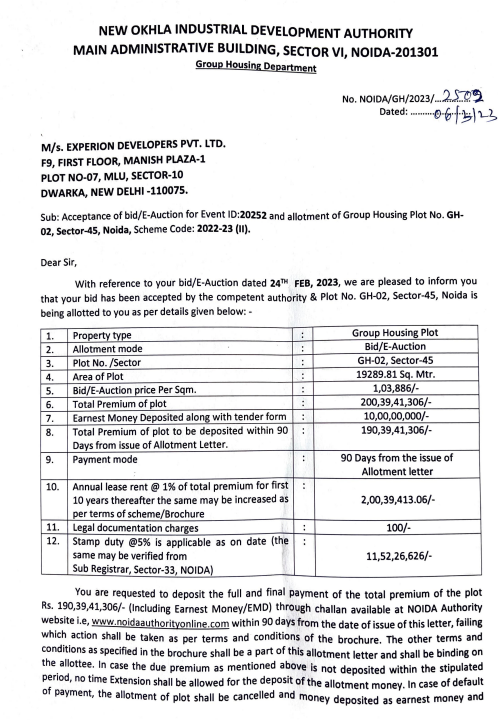 NEW OKHLA INDUSTRIAL DEVELOPMENT AUTHORITY
MAIN ADMINISTRATIVE BUILDING, SECTOR VI, NOIDA-201301
Group Housing Department
No. NOIDA/GH/2023/...2509
Dated: ..........06/3/23
M/s. EXPERION DEVELOPERS PVT. LTD.
F9, FIRST FLOOR, MANISH PLAZA-1
PLOT NO-07, MLU, SECTOR-10
DWARKA, NEW DELHI -110075.
Sub: Acceptance of bid/E-Auction for Event ID:20252 and allotment of Group Housing Plot No. GH-
02, Sector-45, Noida, Scheme Code: 2022-23 (II).
Dear Sir,
With reference to your bid/E-Auction dated 24TH FEB, 2023, we are pleased to inform you
that your bid has been accepted by the competent authority & Plot No. GH-02, Sector-45, Noida is
being allotted to you as per details given below: -
1. Property type : Group Housing Plot
2. Allotment mode : Bid/E-Auction
3. Plot No. /Sector : GH-02, Sector-45
4. Area of Plot : 19289.81 Sq. Mtr.
5. Bid/E-Auction price Per Sqm. : 1,03,886/-
6. Total Premium of plot : 200,39,41,306/-
7. Earnest Money Deposited along with tender form : 10,00,00,000/-
8. Total Premium of plot to be deposited within 90 : 190,39,41,306/-
Days from issue of Allotment Letter.
9. Payment mode : 90 Days from the issue of
Allotment letter
10. Annual lease rent @ 1% of total premium for first :
10 years thereafter the same may be increased as 2,00,39,413.06/-
per terms of scheme/Brochure
11. Legal documentation charges : 100/-
12. Stamp duty @5% is applicable as on date (the :
same may be verified from 11,52,26,626/-
Sub Registrar, Sector-33, NOIDA)
You are requested to deposit the full and final payment of the total premium of the plot
Rs. 190,39,41,306/- (Including Earnest Money/EMD) through challan available at NOIDA Authority
website i.e, www.noidaauthorityonline.com within 90 days from the date of issue of this letter, failing
which action shall be taken as per terms and conditions of the brochure. The other terms and
conditions as specified in the brochure shall be a part of this allotment letter and shall be binding on
the allottee. In case the due premium as mentioned above is not deposited within the stipulated
period, no time Extension shall be allowed for the deposit of the allotment money. In case of default
of payment, the allotment of plot shall be cancelled and money deposited as earnest money and